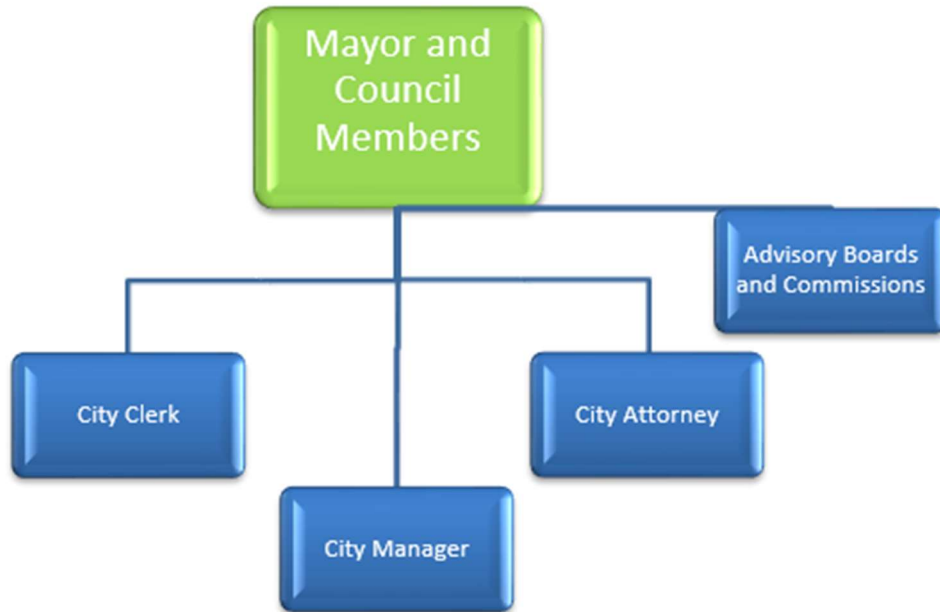 Mayor and
Council
Members
Advisory Boards
and Commissions
City Clerk
City Attorney
City Manager